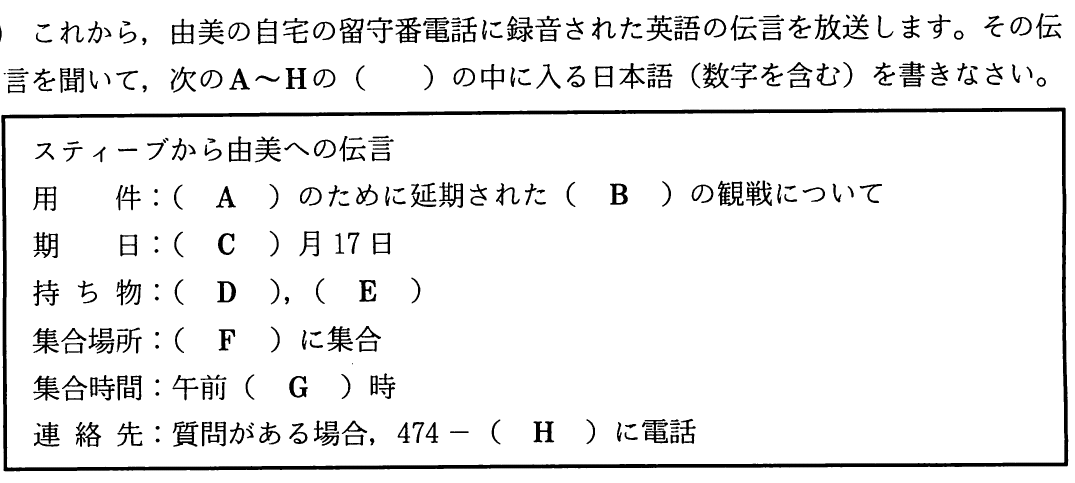 ) これから，由美の自宅の留守番電話に録音された英語の伝言を放送します。その伝
言を聞いて，次のA～Hの（　　）の中に入る日本語（数字を含む）を書きなさい。
スティーブから由美への伝言
用　　件：（　A　）のために延期された（　B　）の観戦について
期　　日：（　C　）月17日
持 ち 物：（　D　），（　E　）
集合場所：（　F　）に集合
集合時間：午前（　G　）時
連 絡 先：質問がある場合，474－（　H　）に電話